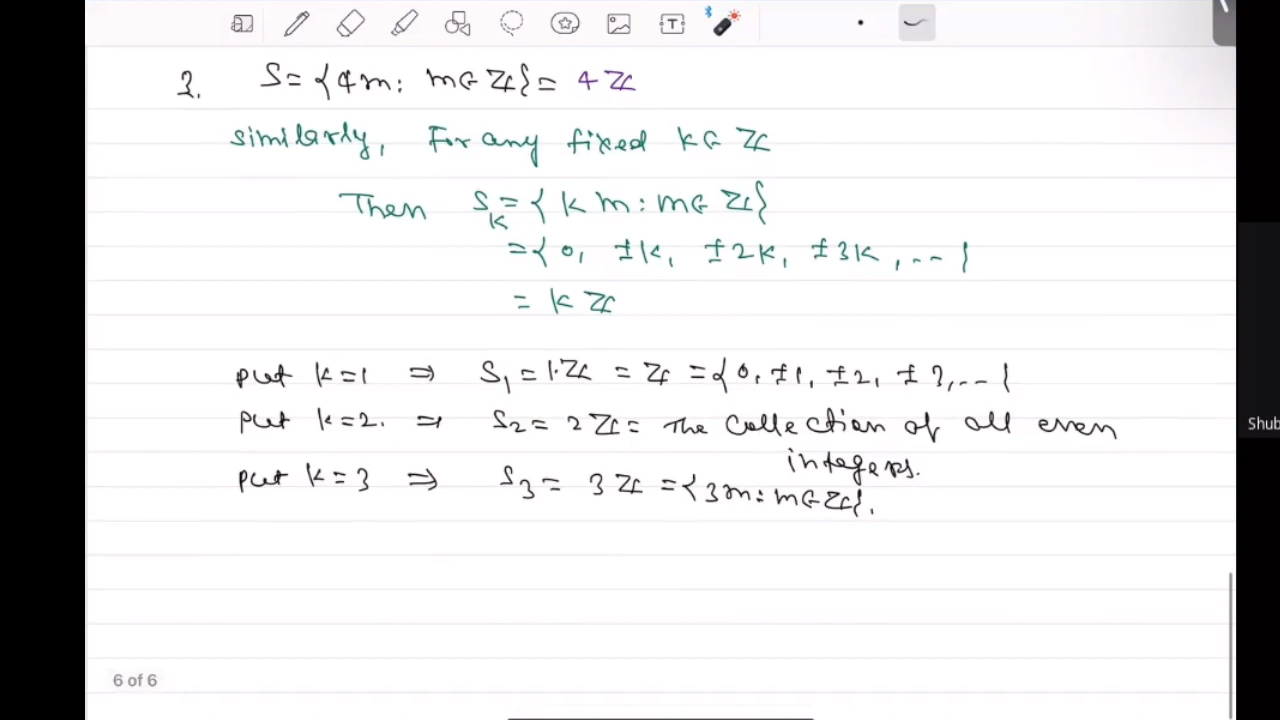 3. S = {4m : m ∈ ℤ} = 4ℤ
similarly, For any fixed k ∈ ℤ
Then S_k = {km : m ∈ ℤ}
= {0, ±k, ±2k, ±3k, ...}
= kℤ
put k=1 ⇒ S₁ = 1.ℤ = ℤ = {0, ±1, ±2, ±3, ...}
put k=2. ⇒ S₂ = 2ℤ = The collection of all even
integers.
put k=3 ⇒ S₃ = 3ℤ = {3m : m ∈ ℤ}.
6 of 6
Shub